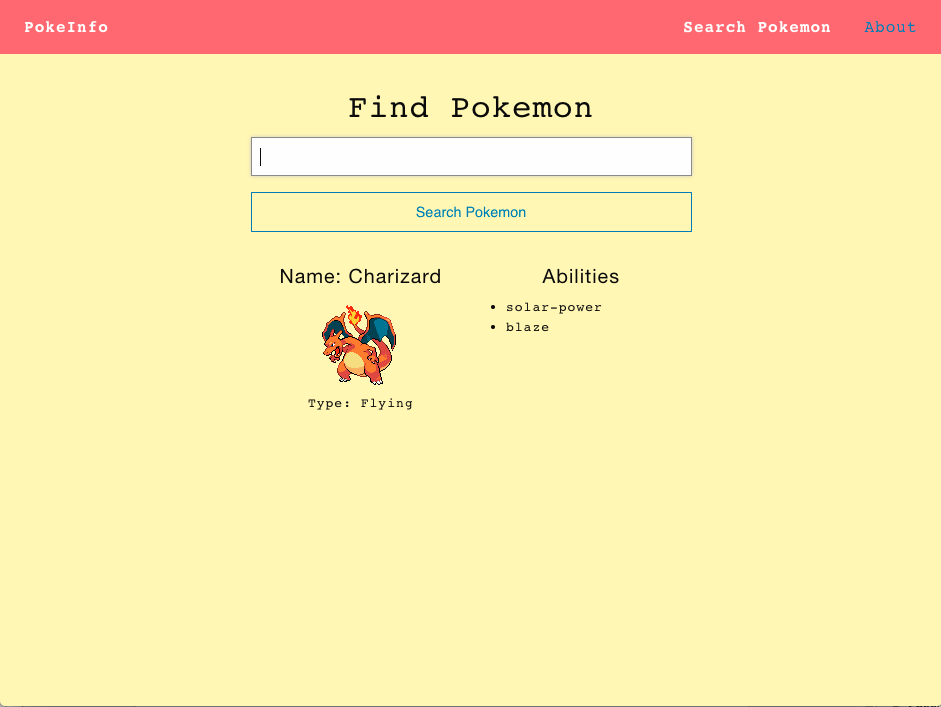 PokeInfo
Search Pokemon
About
Find Pokemon
Search Pokemon
Name: Charizard
Abilities
solar-power
blaze
Type: Flying